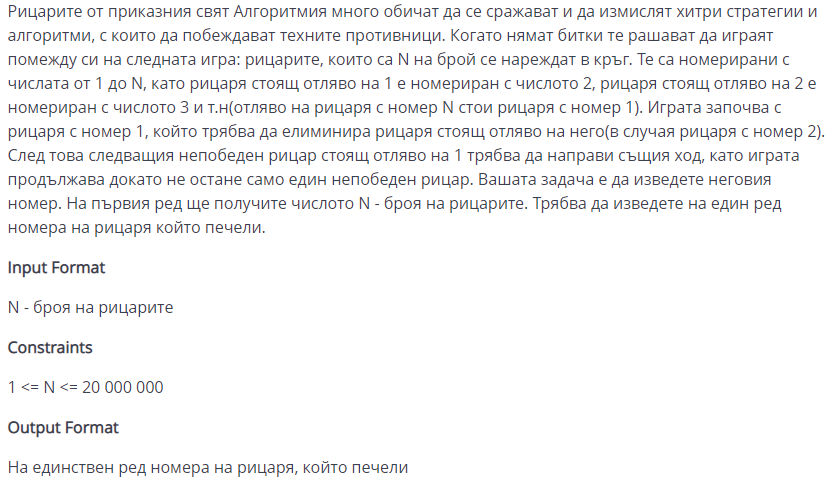 Рицарите от приказния свят Алгоритмия много обичат да се сражават и да измислят хитри стратегии и
алгоритми, с които да побеждават техните противници. Когато нямат битки те рашават да играят
помежду си на следната игра: рицарите, които са N на брой се нареждат в кръг. Те са номерирани с
числата от 1 до N, като рицаря стоящ отляво на 1 е номериран с числото 2, рицаря стоящ отляво на 2 е
номериран с числото 3 и т.н(отляво на рицаря с номер N стои рицаря с номер 1). Играта започва с
рицаря с номер 1, който трябва да елиминира рицаря стоящ отляво на него(в случая рицаря с номер 2).
След това следващия непобеден рицар стоящ отляво на 1 трябва да направи същия ход, като играта
продължава докато не остане само един непобеден рицар. Вашата задача е да изведете неговия
номер. На първия ред ще получите числото N - броя на рицарите. Трябва да изведете на един ред
номера на рицаря който печели.
Input Format
N - броя на рицарите
Constraints
1 <= N <= 20 000 000
Output Format
На единствен ред номера на рицаря, който печели